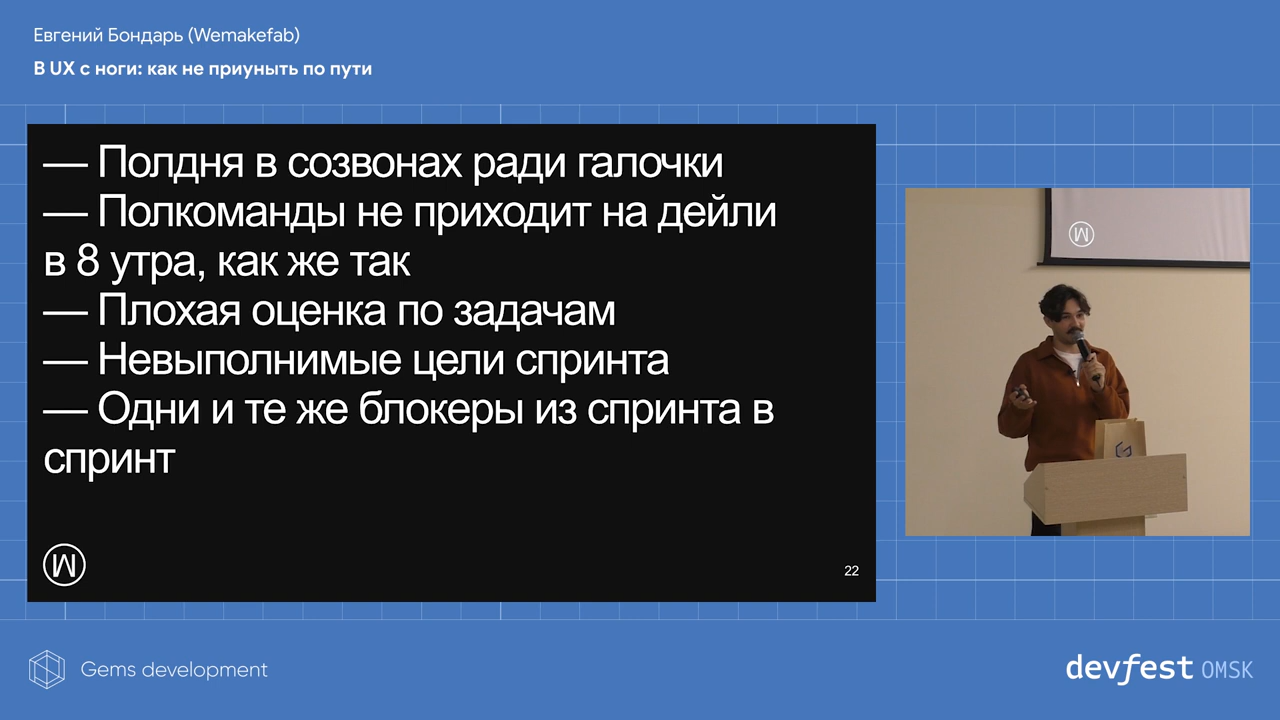 Евгений Бондарь (Wemakefab)
В UX с ноги: как не приуныть по пути
— Полдня в созвонах ради галочки
— Полкоманды не приходит на дейли
в 8 утра, как же так
— Плохая оценка по задачам
— Невыполнимые цели спринта
— Одни и те же блокеры из спринта в
спринт
22
Gems development
devfest OMSK